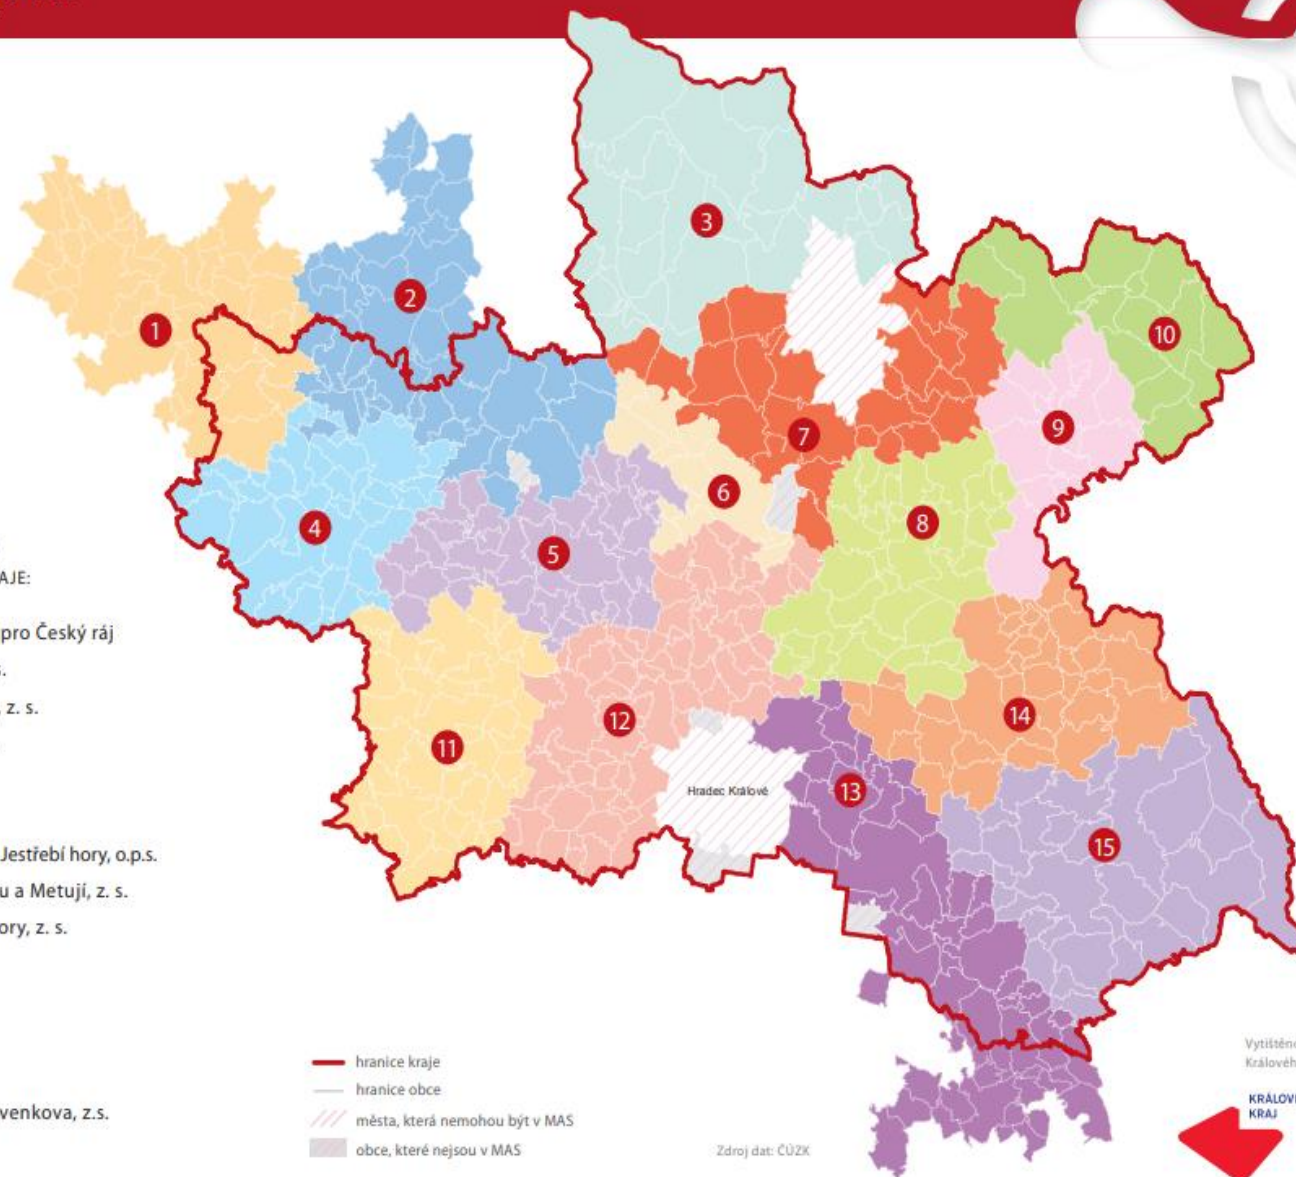 AJE:
pro Český ráj
s.
, z. s.
Jestřebí hory, o.p.s.
u a Metují, z. s.
ory, z. s.
venkova, z.s.
1
2
3
4
5
6
7
8
9
10
11
12
13
14
15
Hradec Králové
hranice kraje
hranice obce
města, která nemohou být v MAS
obce, které nejsou v MAS
Zdroj dat: ČÚZK
Vytištěno
Královéh
KRÁLOV
KRAJ